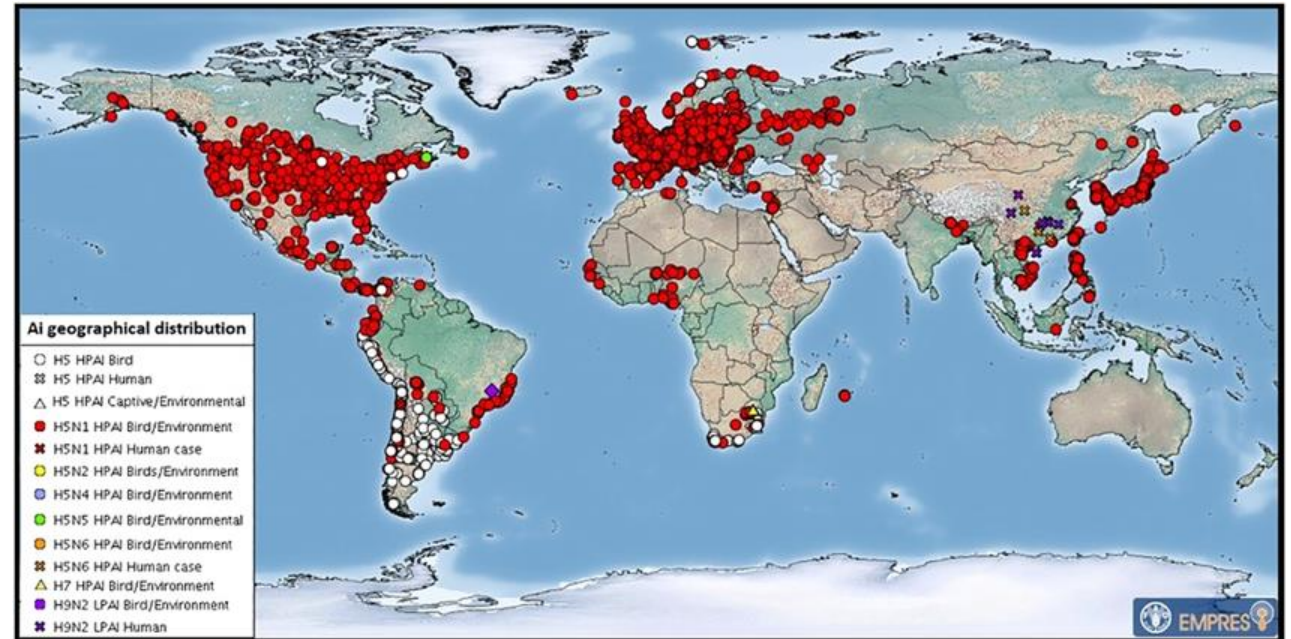 Ai geographical distribution
H5 HPAI Bird
H5 HPAI Human
H5 HPAI Captive/Environmental
H5N1 HPAI Bird/Environment
H5N1 HPAI Human case
H5N2 HPAI Birds/Environment
H5N4 HPAI Bird/Environment
H5N5 HPAI Bird/Environmental
H5N6 HPAI Bird/Environment
H5N6 HPAI Human case
H7 HPAI Bird/Environment
H9N2 LPAI Bird/Environment
H9N2 LPAI Human
EMPRES